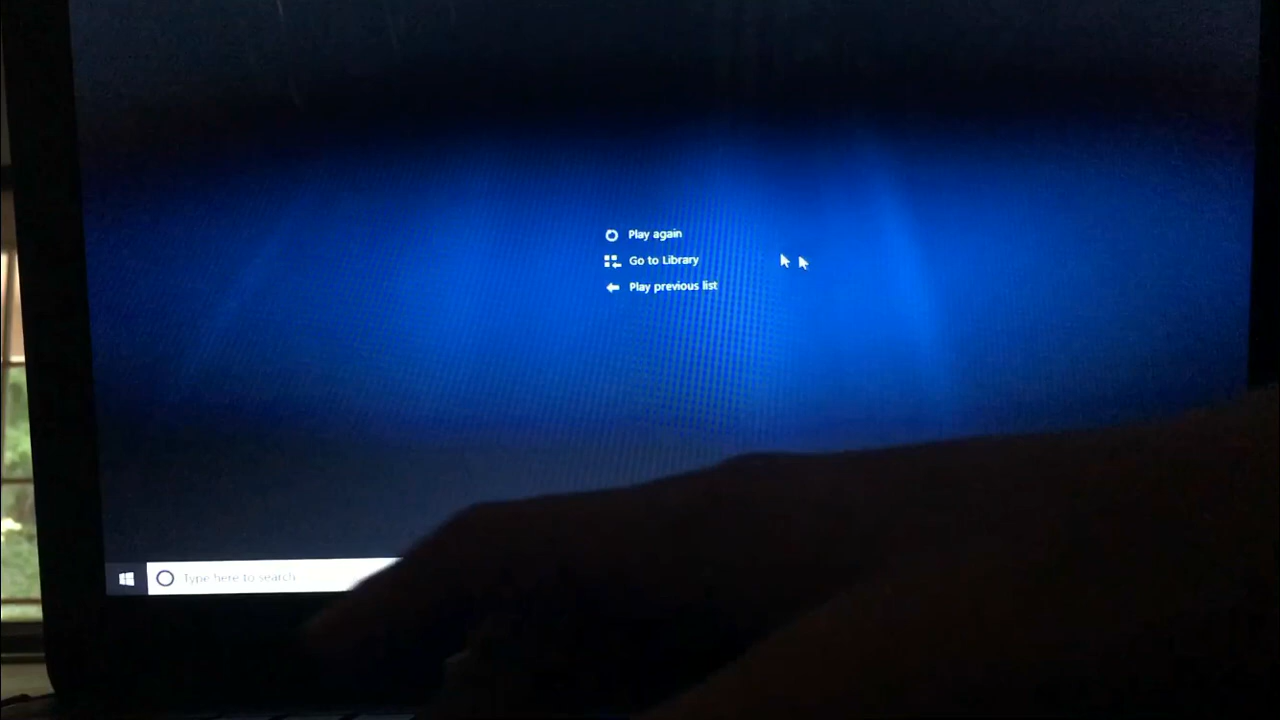 Play again
Go to Library
Play previous list
Type here to search